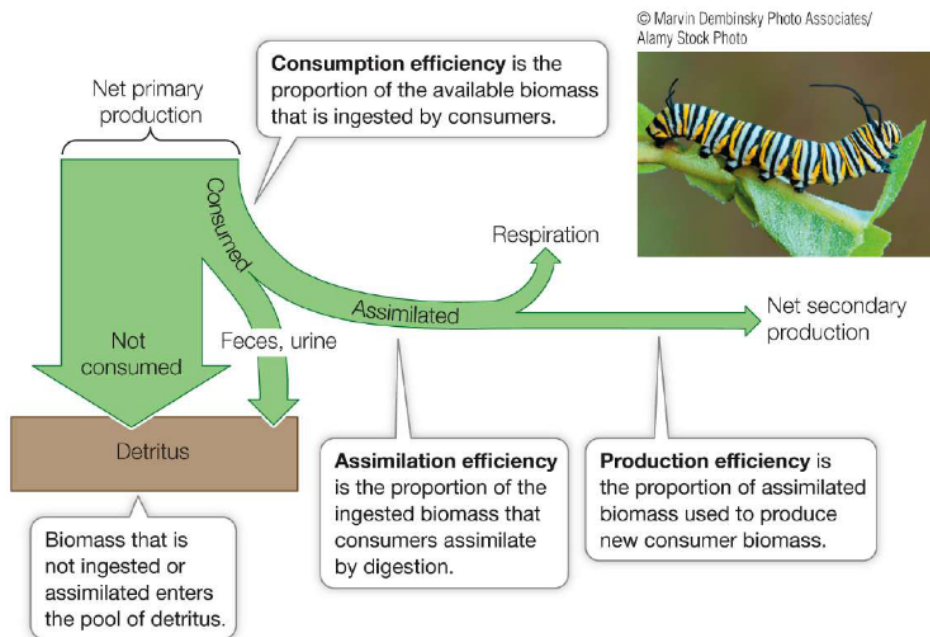 © Marvin Dembinsky Photo Associates/
Alamy Stock Photo
Consumption efficiency is the
proportion of the available biomass
that is ingested by consumers.
Net primary
production
Consumed
Respiration
Assimilated
Net secondary
production
Not
consumed
Feces, urine
Detritus
Assimilation efficiency
is the proportion of the
ingested biomass that
consumers assimilate
by digestion.
Production efficiency is
the proportion of assimilated
biomass used to produce
new consumer biomass.
Biomass that is
not ingested or
assimilated enters
the pool of detritus.